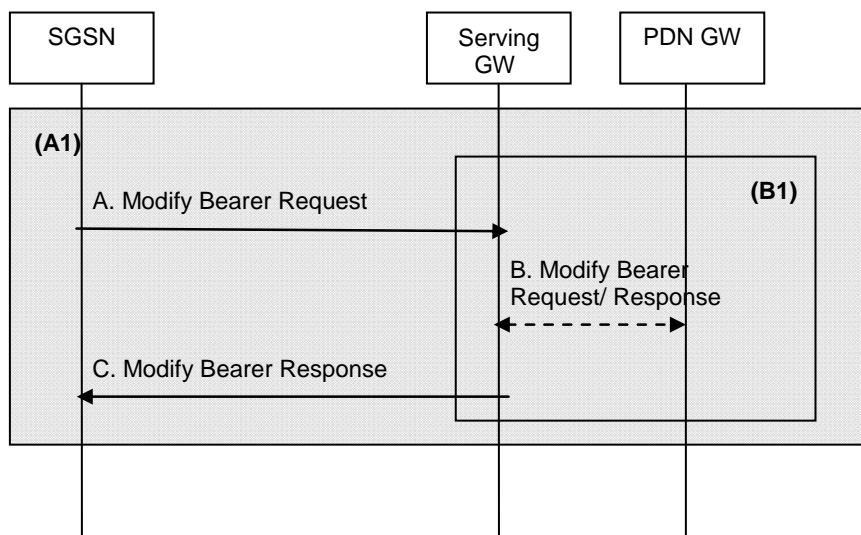 SGSN
Serving
GW
PDN GW
(A1)
A. Modify Bearer Request
(B1)
B. Modify Bearer
Request/ Response
C. Modify Bearer Response